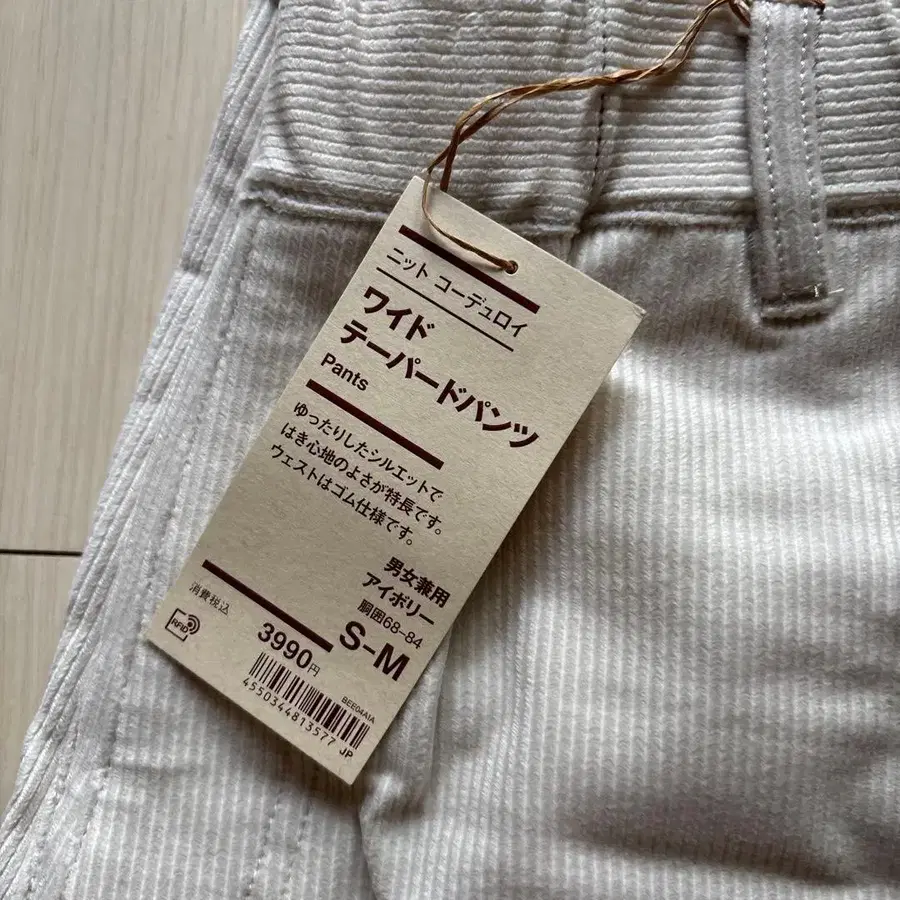 ニット コーデュロイ
ワイド
テーパードパンツ
Pants
ゆったりしたシルエットで
はき心地のよさが特長です。
ウェストはゴム仕様です。
男女兼用
アイボリー
胴囲68-84
S-M
消費税込
RFID
3990円
BEE04A1A
4550344813577 JP